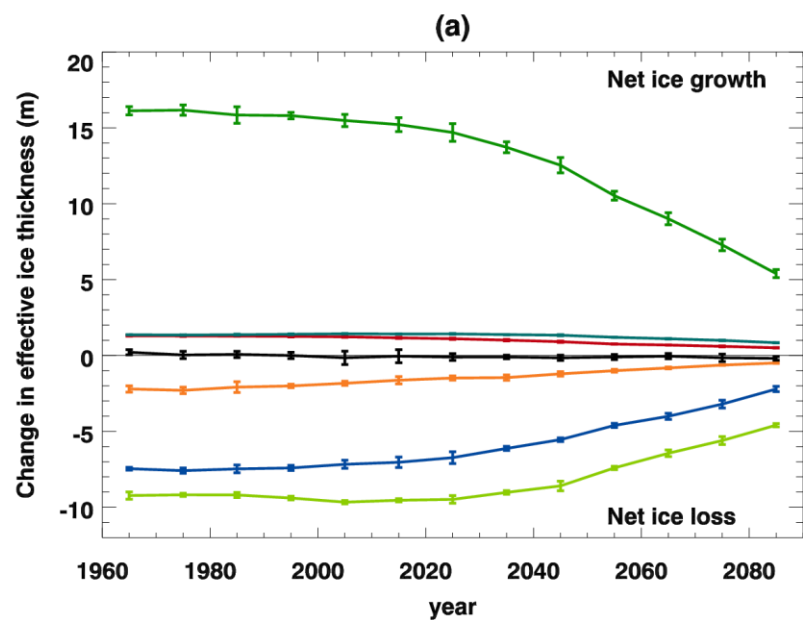 (a)
Change in effective ice thickness (m)
20
15
10
5
0
-5
-10
Net ice growth
Net ice loss
1960 1980 2000 2020 2040 2060 2080
year